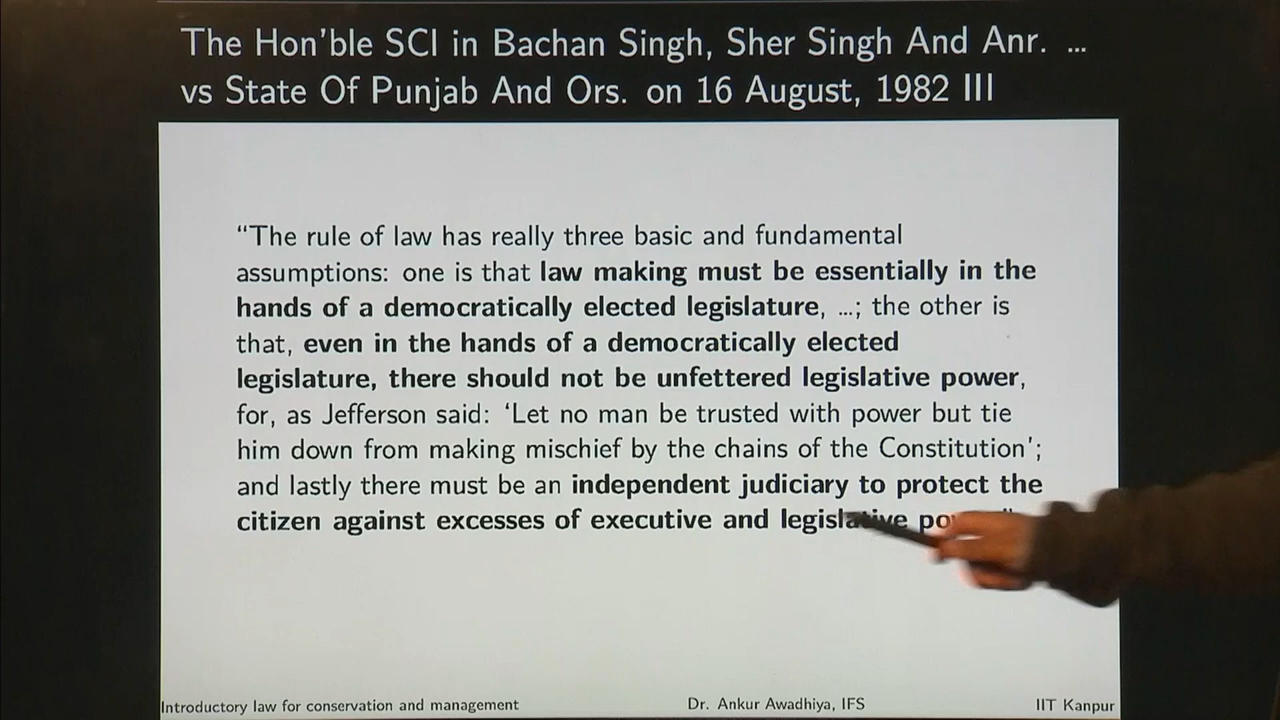 The Hon'ble SCI in Bachan Singh, Sher Singh And Anr. ...
vs State Of Punjab And Ors. on 16 August, 1982 III
“The rule of law has really three basic and fundamental
assumptions: one is that law making must be essentially in the
hands of a democratically elected legislature, ...; the other is
that, even in the hands of a democratically elected
legislature, there should not be unfettered legislative power,
for, as Jefferson said: ‘Let no man be trusted with power but tie
him down from making mischief by the chains of the Constitution’;
and lastly there must be an independent judiciary to protect the
citizen against excesses of executive and legislative
Introductory law for conservation and management
Dr. Ankur Awadhiya, IFS
IIT Kanpur